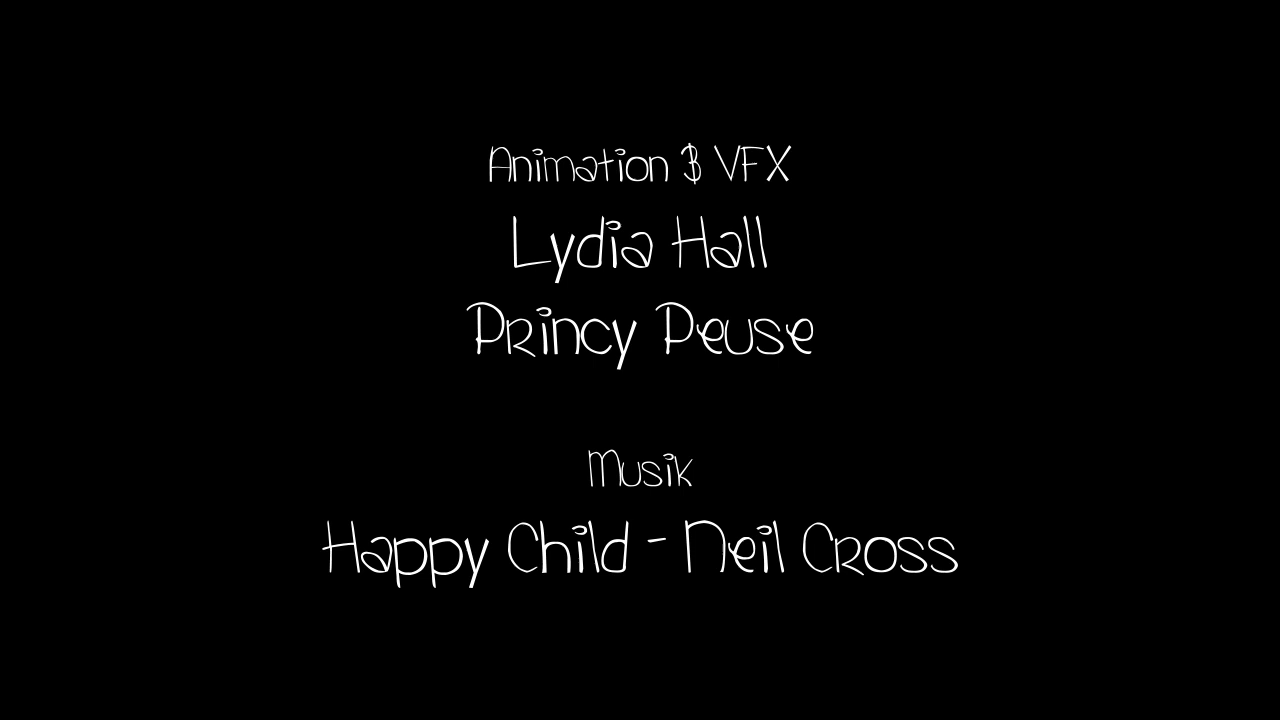 Animation & VFX
Lydia Hall
Princy Peuse
Musik
Happy Child - Neil Cross